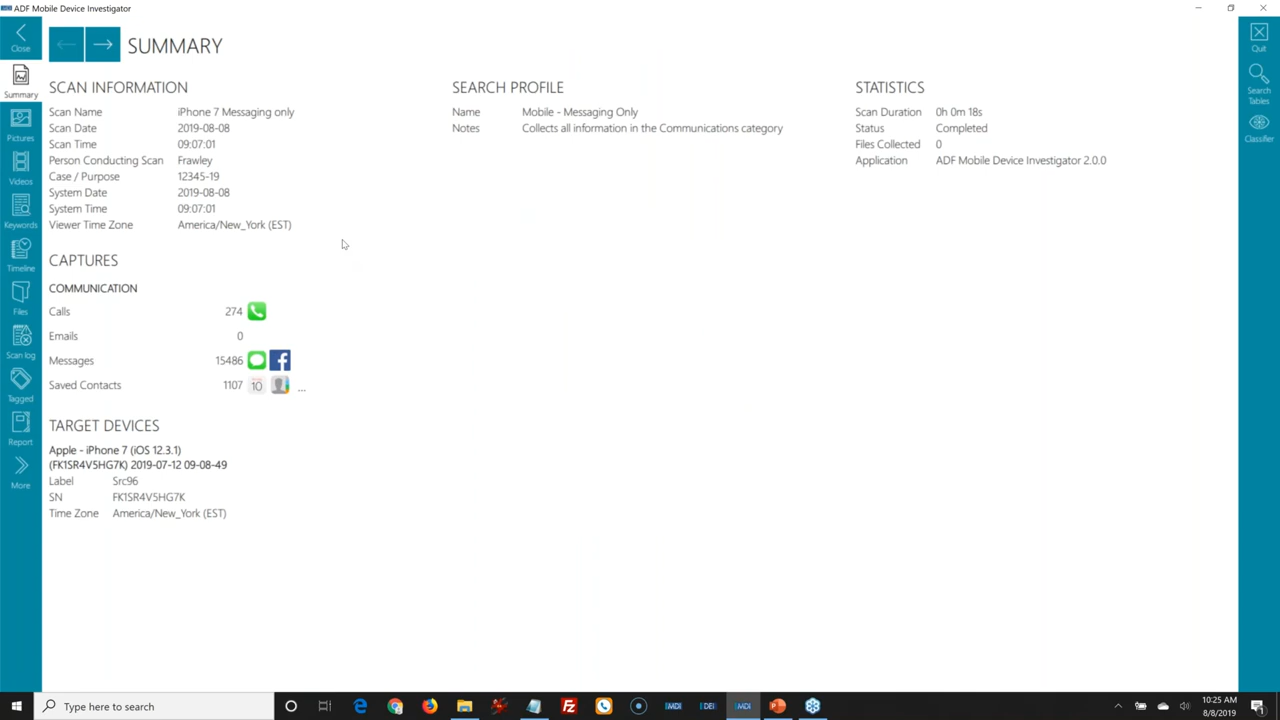 ADF Mobile Device Investigator
Close
SUMMARY
Quit
Summary
Pictures
Videos
Keywords
Timeline
Files
Scan log
Tagged
Report
More
Search Tables
Classifier
SCAN INFORMATION
Scan Name iPhone 7 Messaging only
Scan Date 2019-08-08
Scan Time 09:07:01
Person Conducting Scan Frawley
Case / Purpose 12345-19
System Date 2019-08-08
System Time 09:07:01
Viewer Time Zone America/New_York (EST)
SEARCH PROFILE
Name Mobile - Messaging Only
Notes Collects all information in the Communications category
STATISTICS
Scan Duration 0h 0m 18s
Status Completed
Files Collected 0
Application ADF Mobile Device Investigator 2.0.0
CAPTURES
COMMUNICATION
Calls 274
Emails 0
Messages 15486
Saved Contacts 1107 10 ...
TARGET DEVICES
Apple - iPhone 7 (iOS 12.3.1)
(FK1SR4V5HG7K) 2019-07-12 09-08-49
Label Src96
SN FK1SR4V5HG7K
Time Zone America/New_York (EST)
Type here to search
MDI DEI MDI
10:25 AM
8/8/2019
1